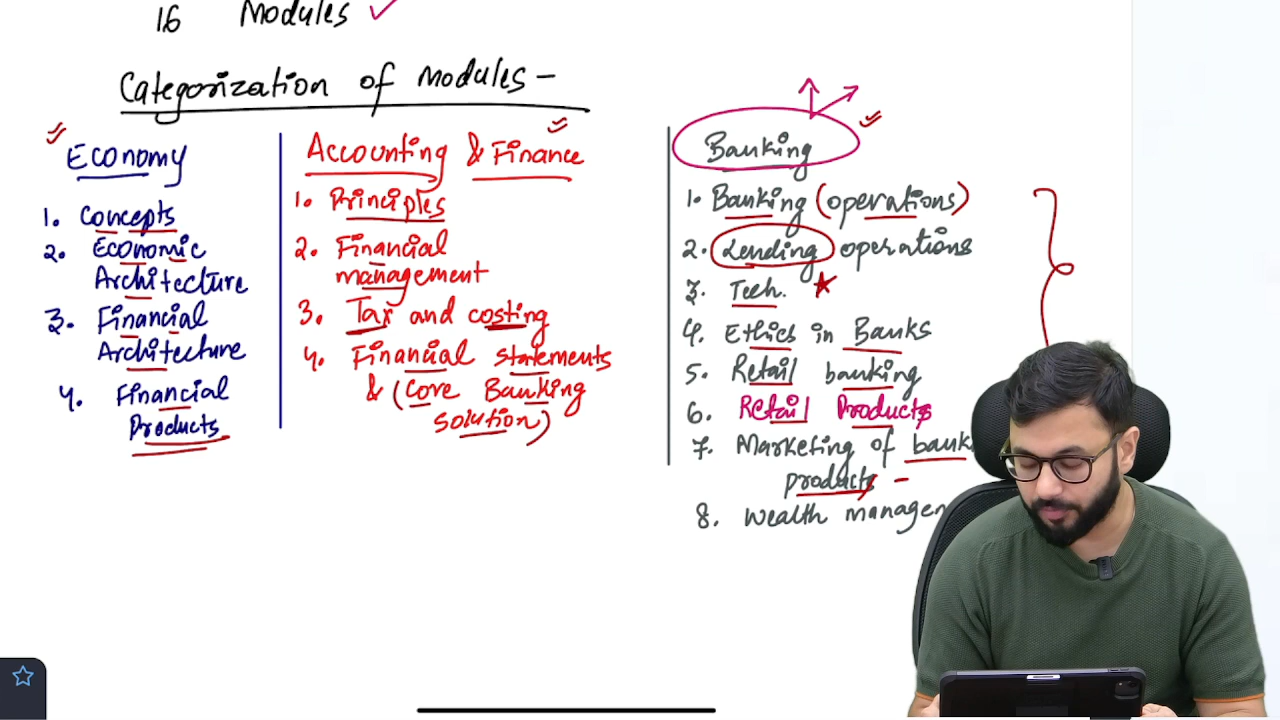 16 Modules
Categorization of modules -
Economy
1. Concepts
2. Economic
Architecture
3. Financial
Architecture
4. Financial
Products
Accounting & Finance
1. Principles
2. Financial
management
3. Tax and costing
4. Financial statements
& (Core Banking
solution)
Banking
1. Banking (operations)
2. Lending operations
3. Tech.
4. Ethics in Banks
5. Retail banking
6. Retail Products
7. Marketing of bank
products -
8. Wealth managem